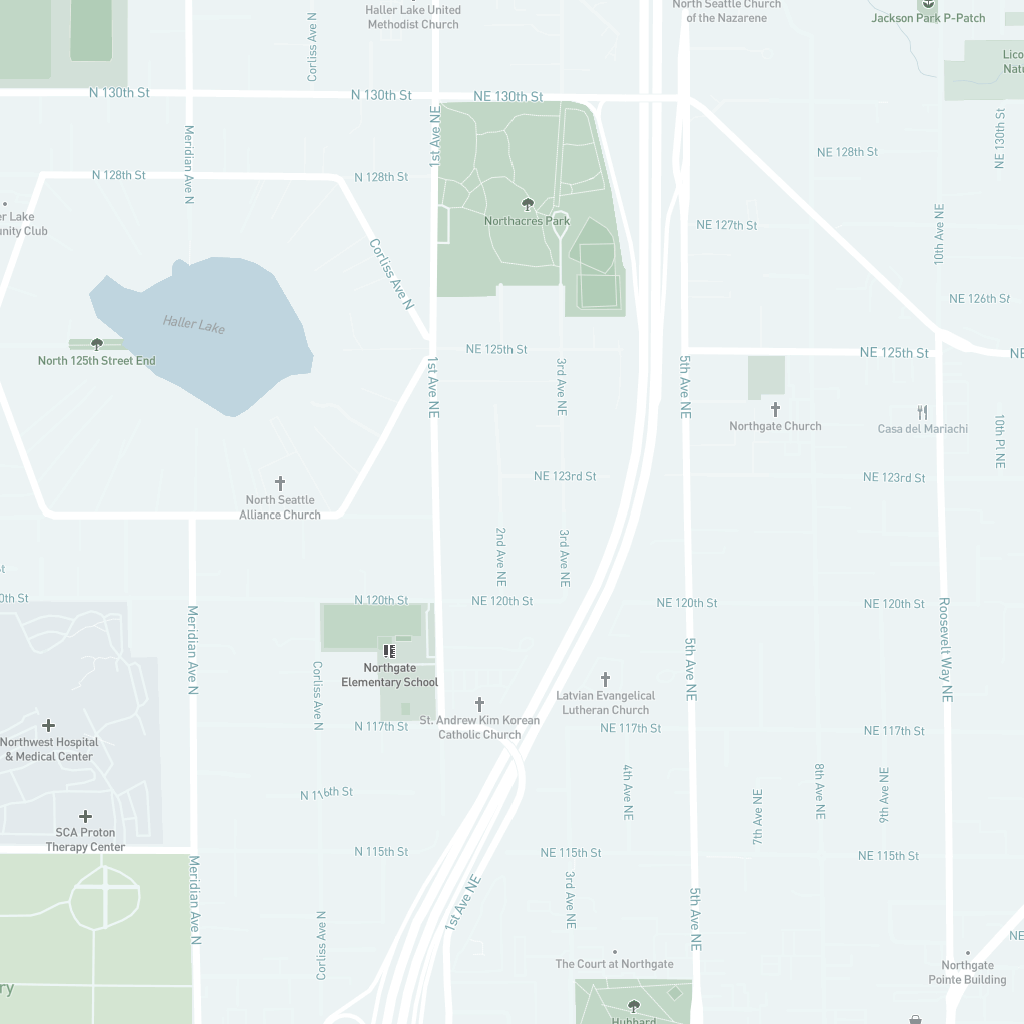 Haller Lake United
Methodist Church
North Seattle Church
of the Nazarene
Jackson Park P-Patch
Corliss Ave N
N 130th St
N 130th St
NE 130th St
1st Ave NE
Meridian Ave N
NE 130th St
NE 128th St
N 128th St
N 128th St
Northacres Park
NE 127th St
10th Ave NE
Corliss Ave N
NE 126th St
Haller Lake
North 125th Street End
NE 125th St
NE 125th St
NE
1st Ave NE
3rd Ave NE
5th Ave NE
Northgate Church
Casa del Mariachi
10th Pl NE
NE 123rd St
NE 123rd St
North Seattle
Alliance Church
2nd Ave NE
3rd Ave NE
N 120th St
NE 120th St
NE 120th St
NE 120th St
Meridian Ave N
Roosevelt Way NE
5th Ave NE
Northgate
Elementary School
Corliss Ave N
Latvian Evangelical
Lutheran Church
St. Andrew Kim Korean
Catholic Church
N 117th St
NE 117th St
NE 117th St
Northwest Hospital
& Medical Center
4th Ave NE
7th Ave NE
8th Ave NE
9th Ave NE
SCA Proton
Therapy Center
N 115th St
NE 115th St
NE 115th St
Meridian Ave N
3rd Ave NE
1st Ave NE
5th Ave NE
Corliss Ave N
NE
The Court at Northgate
Northgate
Pointe Building
Hubbard